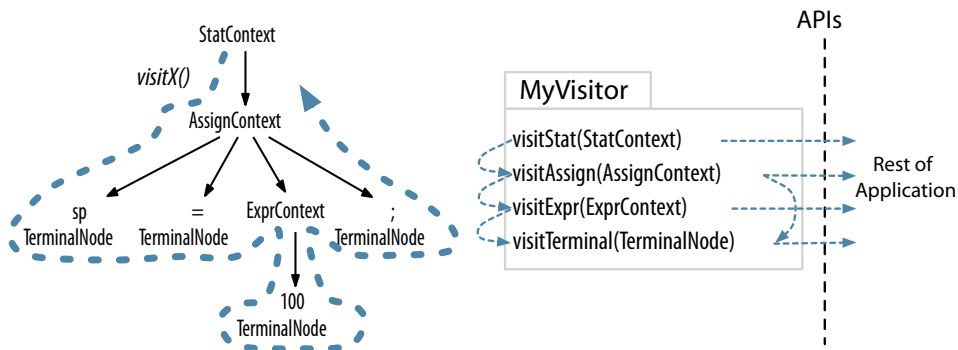 APIs
StatContext
visitX()
MyVisitor
AssignContext
visitStat(StatContext)
visitAssign(AssignContext)
visitExpr(ExprContext)
visitTerminal(TerminalNode)
Rest of
Application
sp
TerminalNode
=
TerminalNode
ExprContext
;
TerminalNode
100
TerminalNode